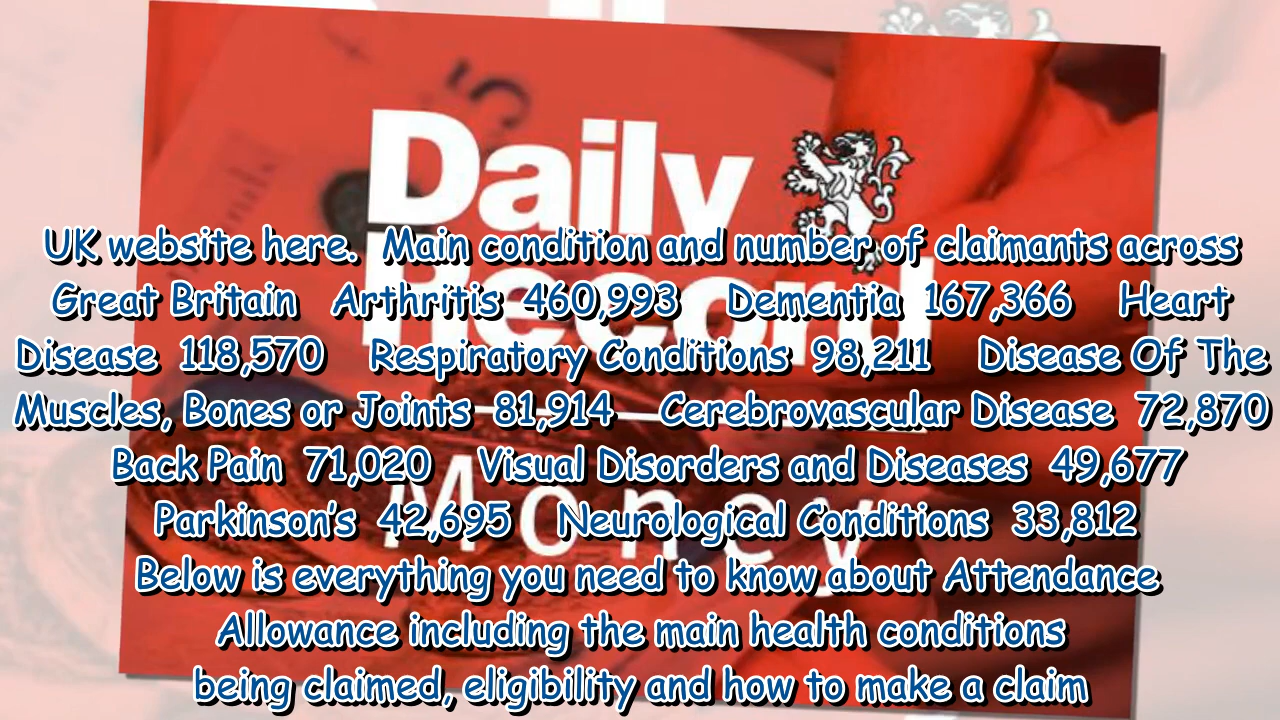 Daily
Record
Money
UK website here. Main condition and number of claimants across
Great Britain Arthritis 460,993 Dementia 167,366 Heart
Disease 118,570 Respiratory Conditions 98,211 Disease Of The
Muscles, Bones or Joints 81,914 Cerebrovascular Disease 72,870
Back Pain 71,020 Visual Disorders and Diseases 49,677
Parkinson's 42,695 Neurological Conditions 33,812
Below is everything you need to know about Attendance
Allowance including the main health conditions
being claimed, eligibility and how to make a claim